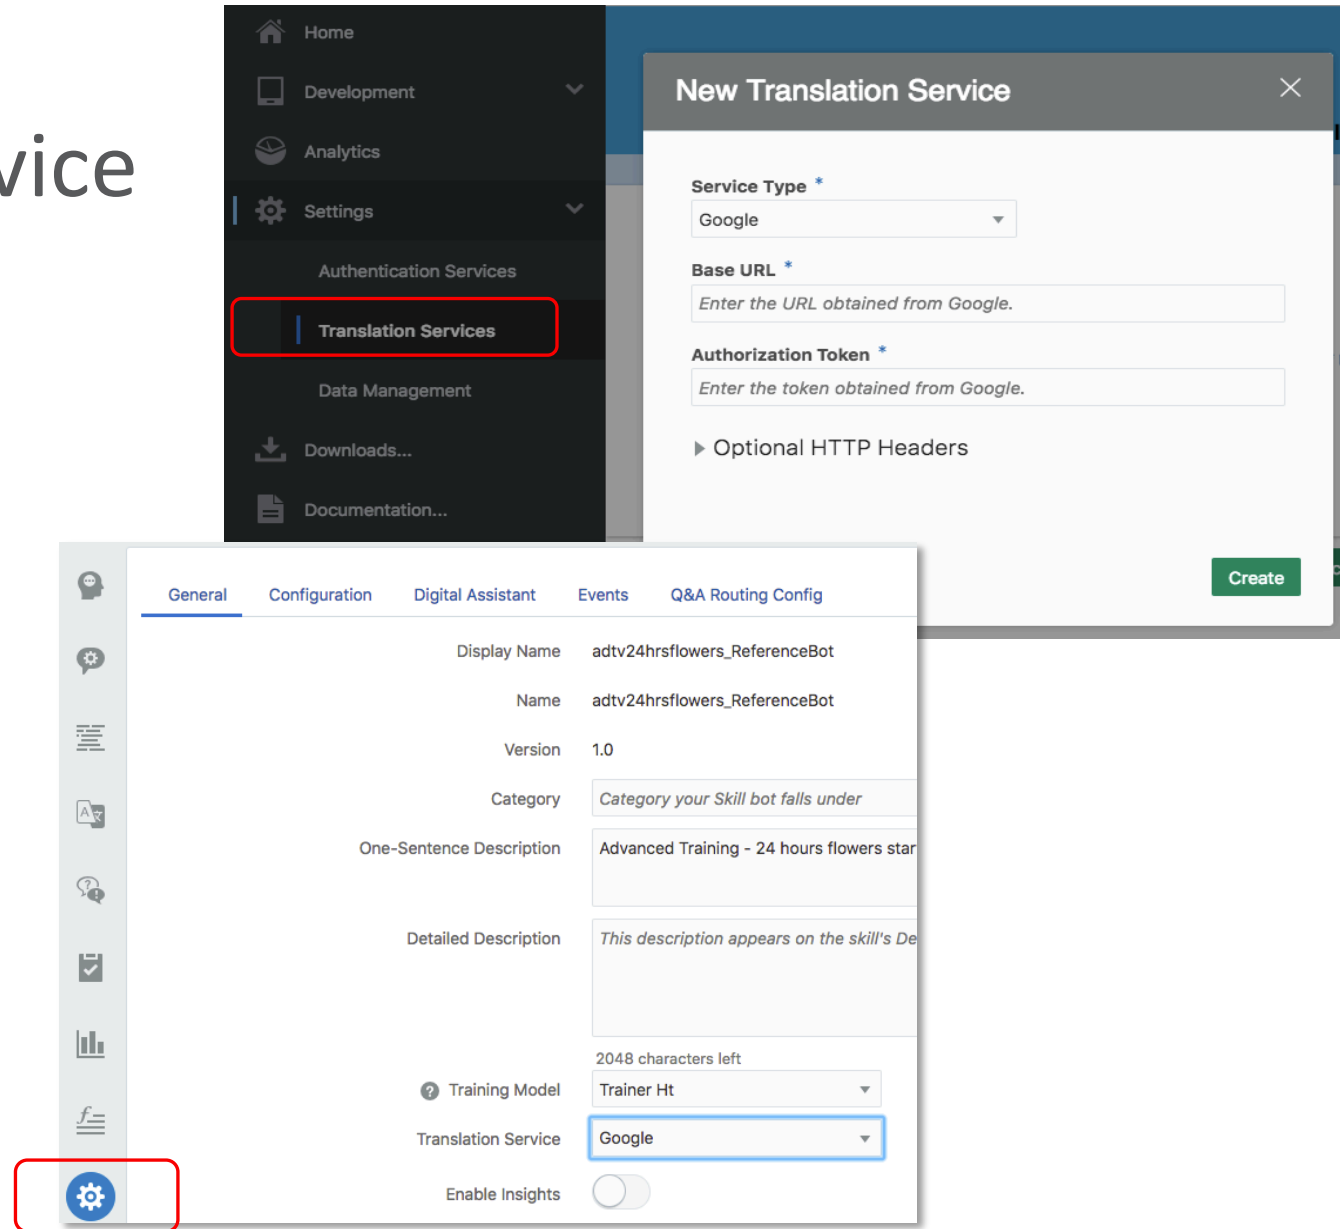 vice
Home
Development
Analytics
Settings
Authentication Services
Translation Services
Data Management
Downloads...
Documentation...
New Translation Service
Service Type *
Google
Base URL *
Enter the URL obtained from Google.
Authorization Token *
Enter the token obtained from Google.
Optional HTTP Headers
Create
General Configuration Digital Assistant Events Q&A Routing Config
Display Name adtv24hrsflowers_ReferenceBot
Name adtv24hrsflowers_ReferenceBot
Version 1.0
Category Category your Skill bot falls under
One-Sentence Description Advanced Training - 24 hours flowers star
Detailed Description This description appears on the skill's De
2048 characters left
Training Model Trainer Ht
Translation Service Google
Enable Insights